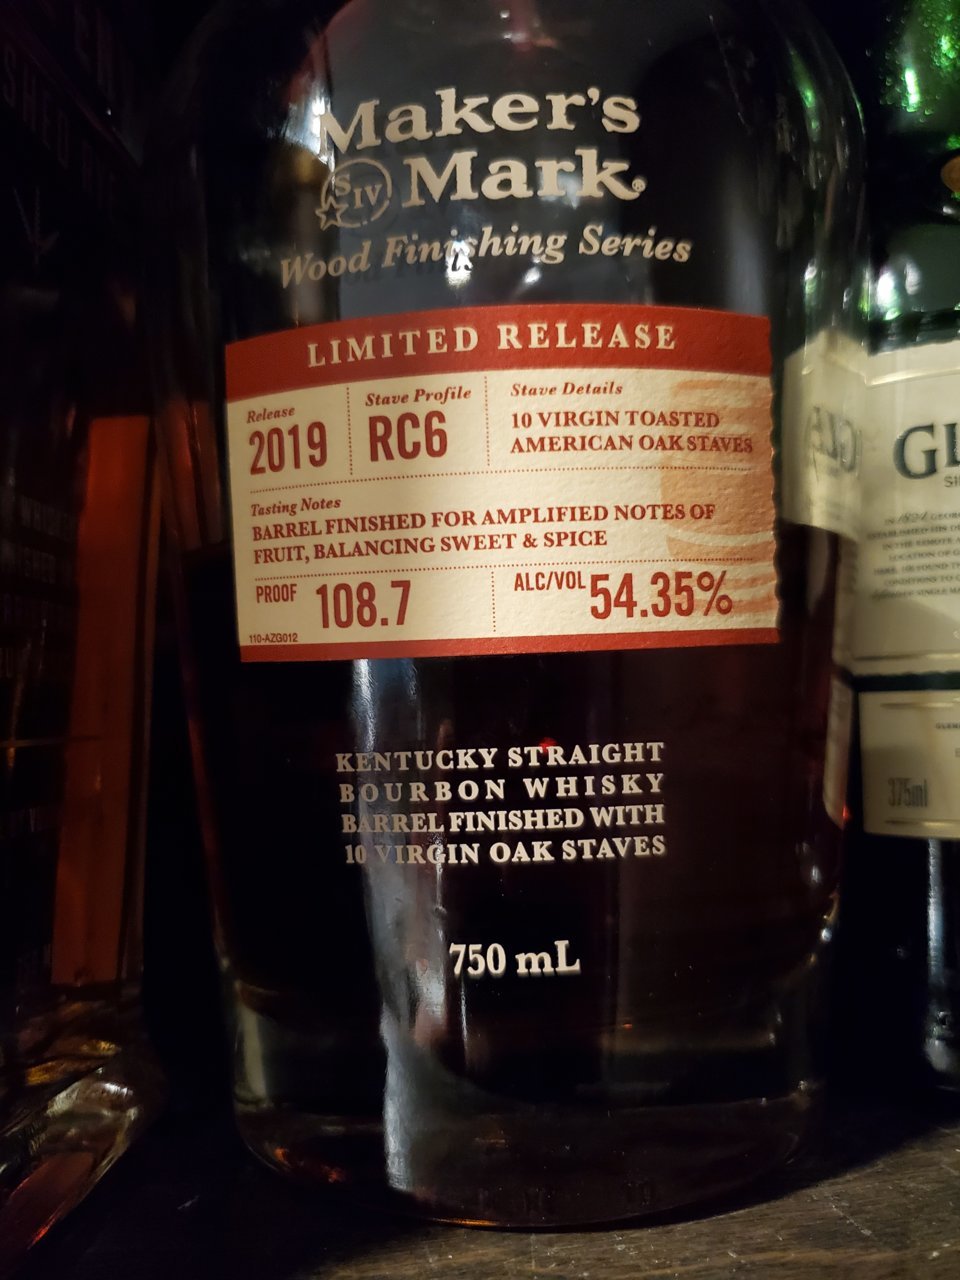 Maker's
S IV Mark®
Wood Finishing Series
LIMITED RELEASE
Release
2019
Stave Profile
RC6
Stave Details
10 VIRGIN TOASTED
AMERICAN OAK STAVES
Tasting Notes
BARREL FINISHED FOR AMPLIFIED NOTES OF
FRUIT, BALANCING SWEET & SPICE
PROOF 108.7
ALC/VOL 54.35%
110-AZG012
KENTUCKY STRAIGHT
BOURBON WHISKY
BARREL FINISHED WITH
10 VIRGIN OAK STAVES
750 mL
GL
375ml